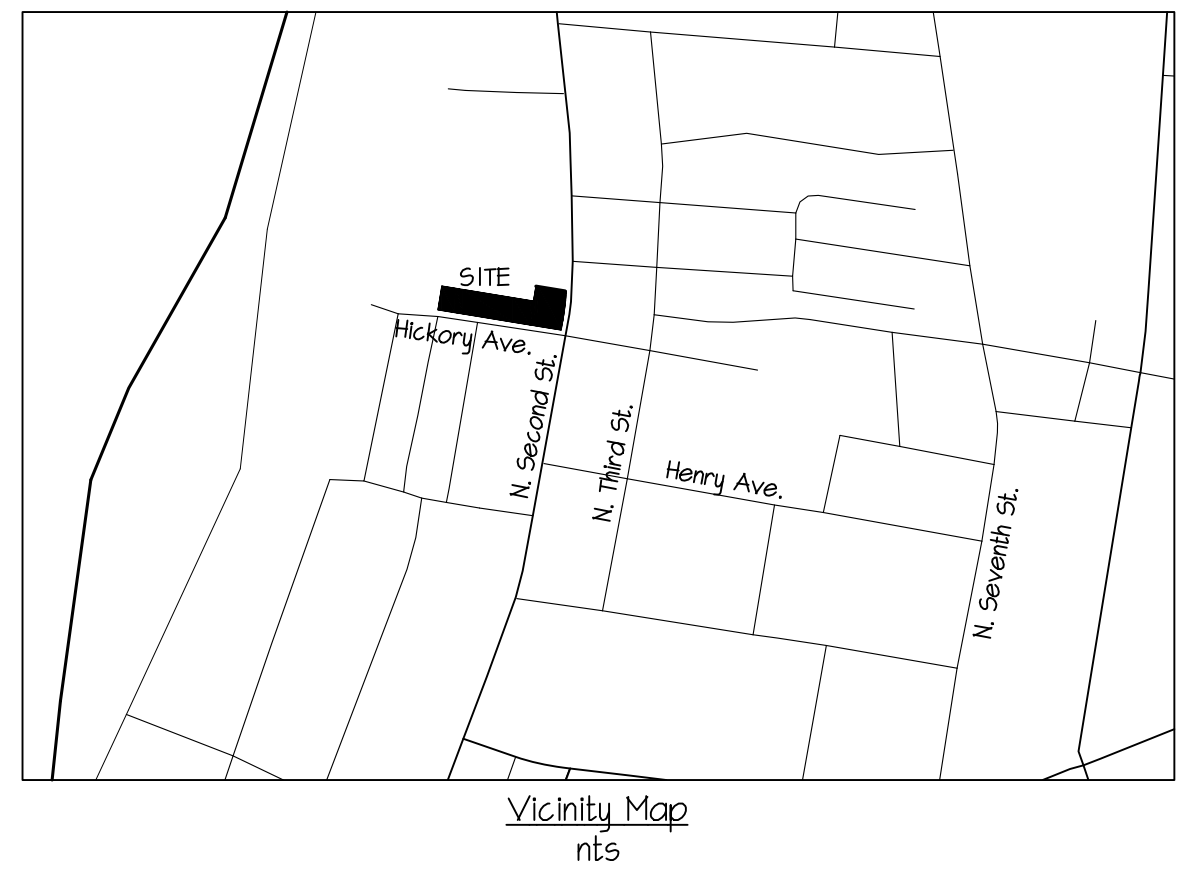 SITE
Hickory Ave.
N. Second St.
N. Third St.
Henry Ave.
N. Seventh St.
Vicinity Map
nts